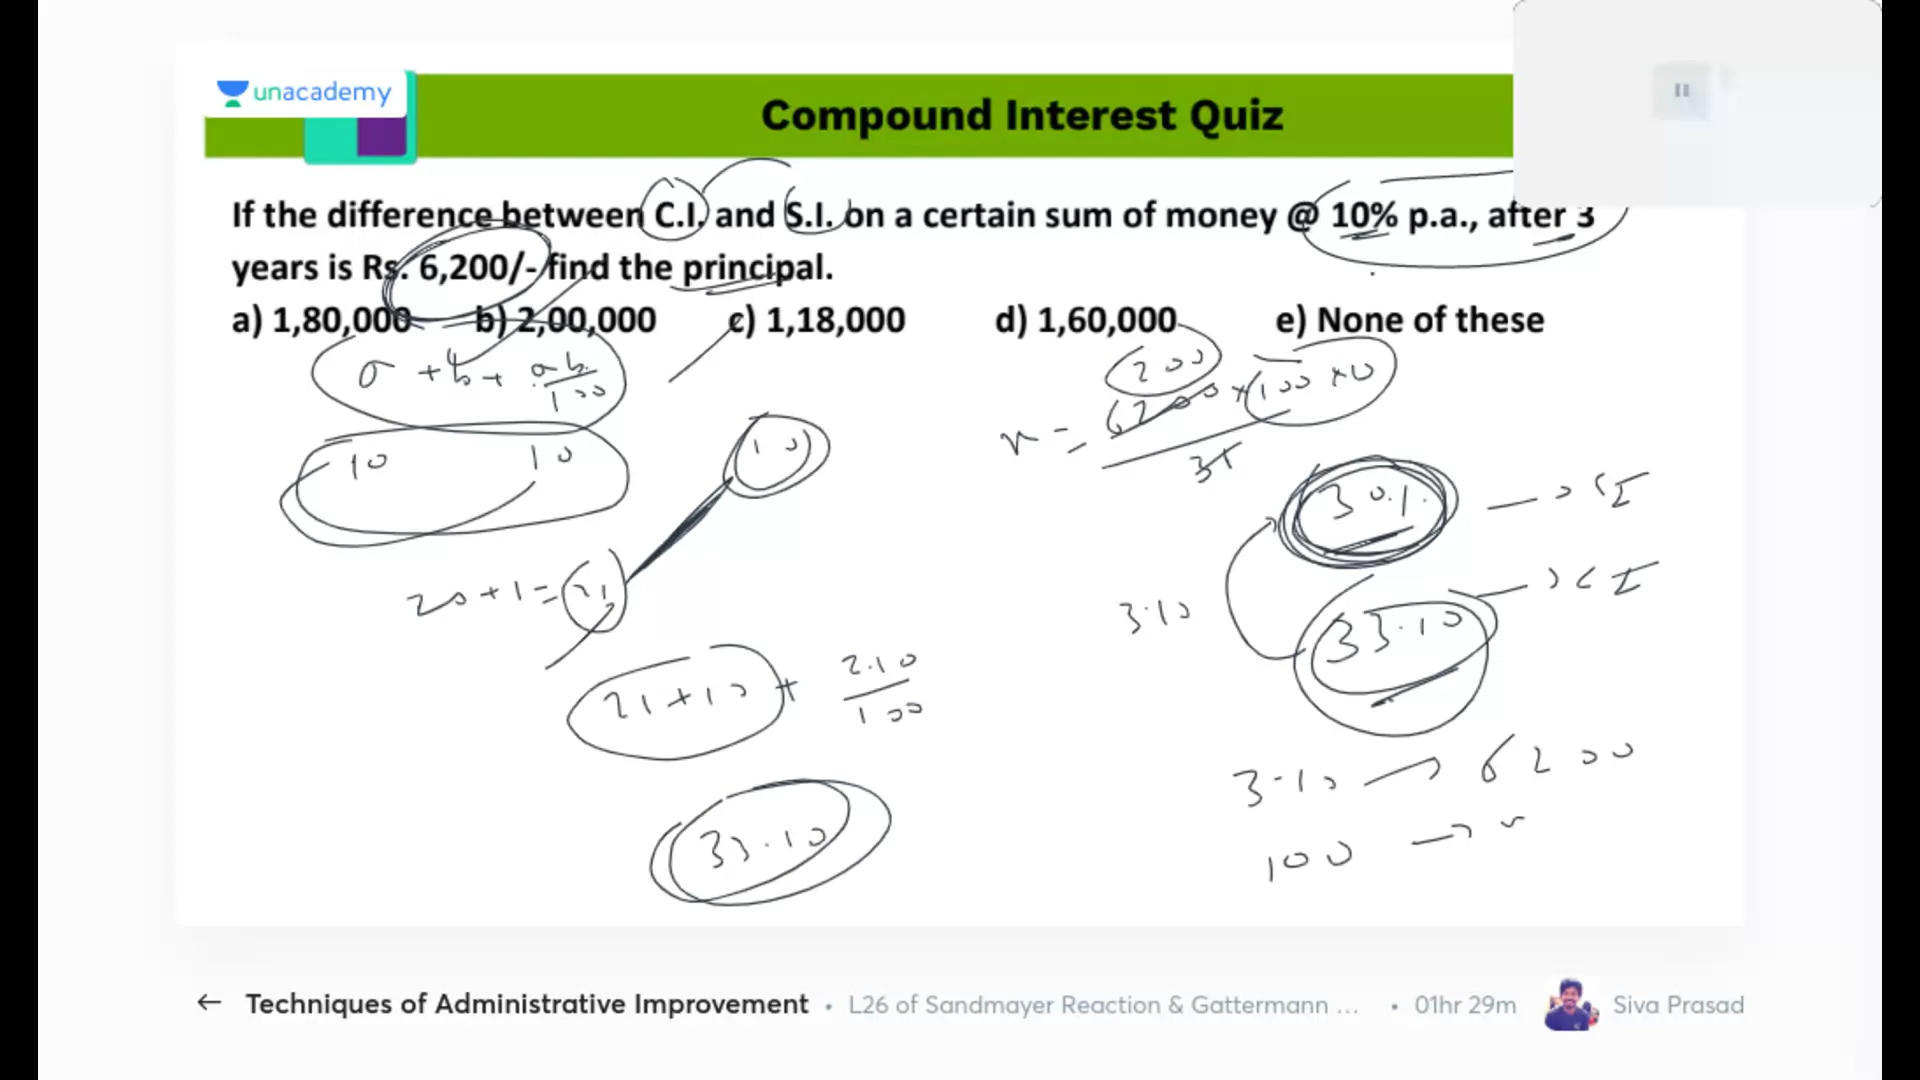 unacademy
Compound Interest Quiz
If the difference between C.I. and S.I. on a certain sum of money @ 10% p.a., after 3
years is Rs. 6,200/- find the principal.
a) 1,80,000 b) 2,00,000 c) 1,18,000 d) 1,60,000 e) None of these
200
a + b + ab/100
6200 × 100 × 10
x =
31
10 10
10
30%
20 + 1 = 21
3.10
33.10
21 + 10 + 2.10/100
3.10 → 6200
33.10
100 → x
← Techniques of Administrative Improvement • L26 of Sandmayer Reaction & Gattermann ... • 01hr 29m Siva Prasad